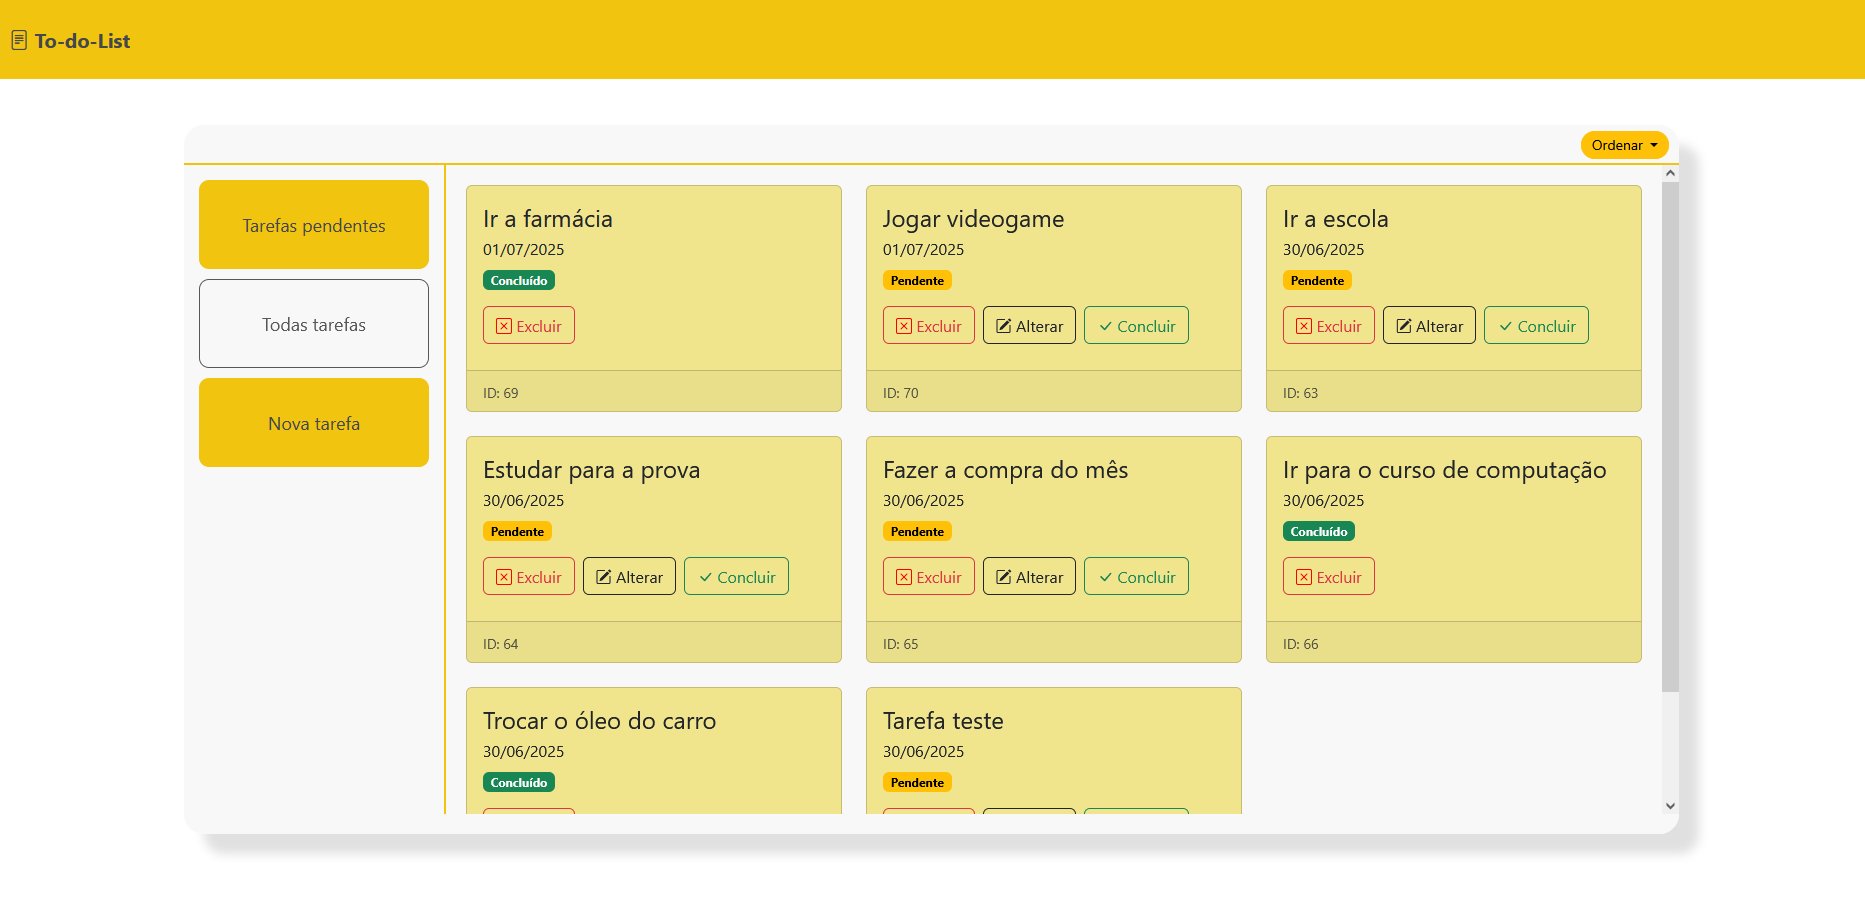 To-do-List
Ordenar
Tarefas pendentes
Todas tarefas
Nova tarefa
Ir a farmácia
01/07/2025
Concluído
Excluir
ID: 69
Jogar videogame
01/07/2025
Pendente
Excluir Alterar Concluir
ID: 70
Ir a escola
30/06/2025
Pendente
Excluir Alterar Concluir
ID: 63
Estudar para a prova
30/06/2025
Pendente
Excluir Alterar Concluir
ID: 64
Fazer a compra do mês
30/06/2025
Pendente
Excluir Alterar Concluir
ID: 65
Ir para o curso de computação
30/06/2025
Concluído
Excluir
ID: 66
Trocar o óleo do carro
30/06/2025
Concluído
Tarefa teste
30/06/2025
Pendente